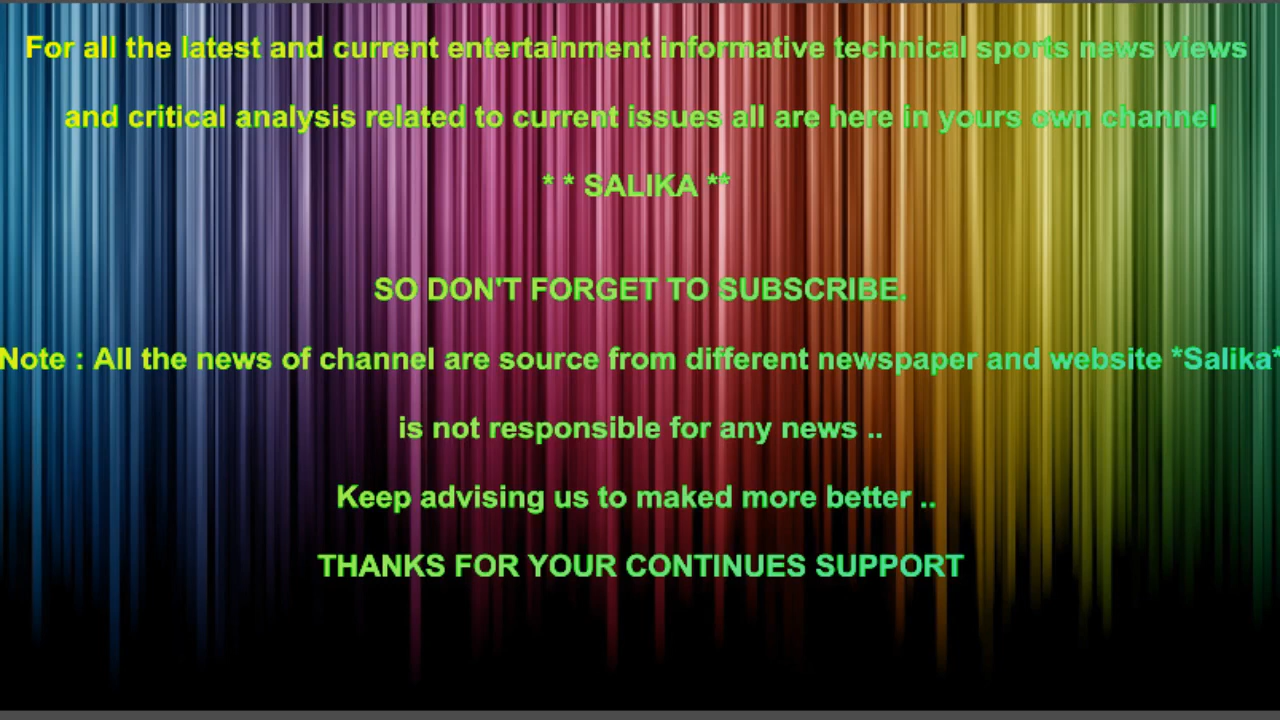 For all the latest and current entertainment informative technical sports news views
and critical analysis related to current issues all are here in yours own channel
* * SALIKA **
SO DON'T FORGET TO SUBSCRIBE.
Note : All the news of channel are source from different newspaper and website *Salika*
is not responsible for any news ..
Keep advising us to maked more better ..
THANKS FOR YOUR CONTINUES SUPPORT